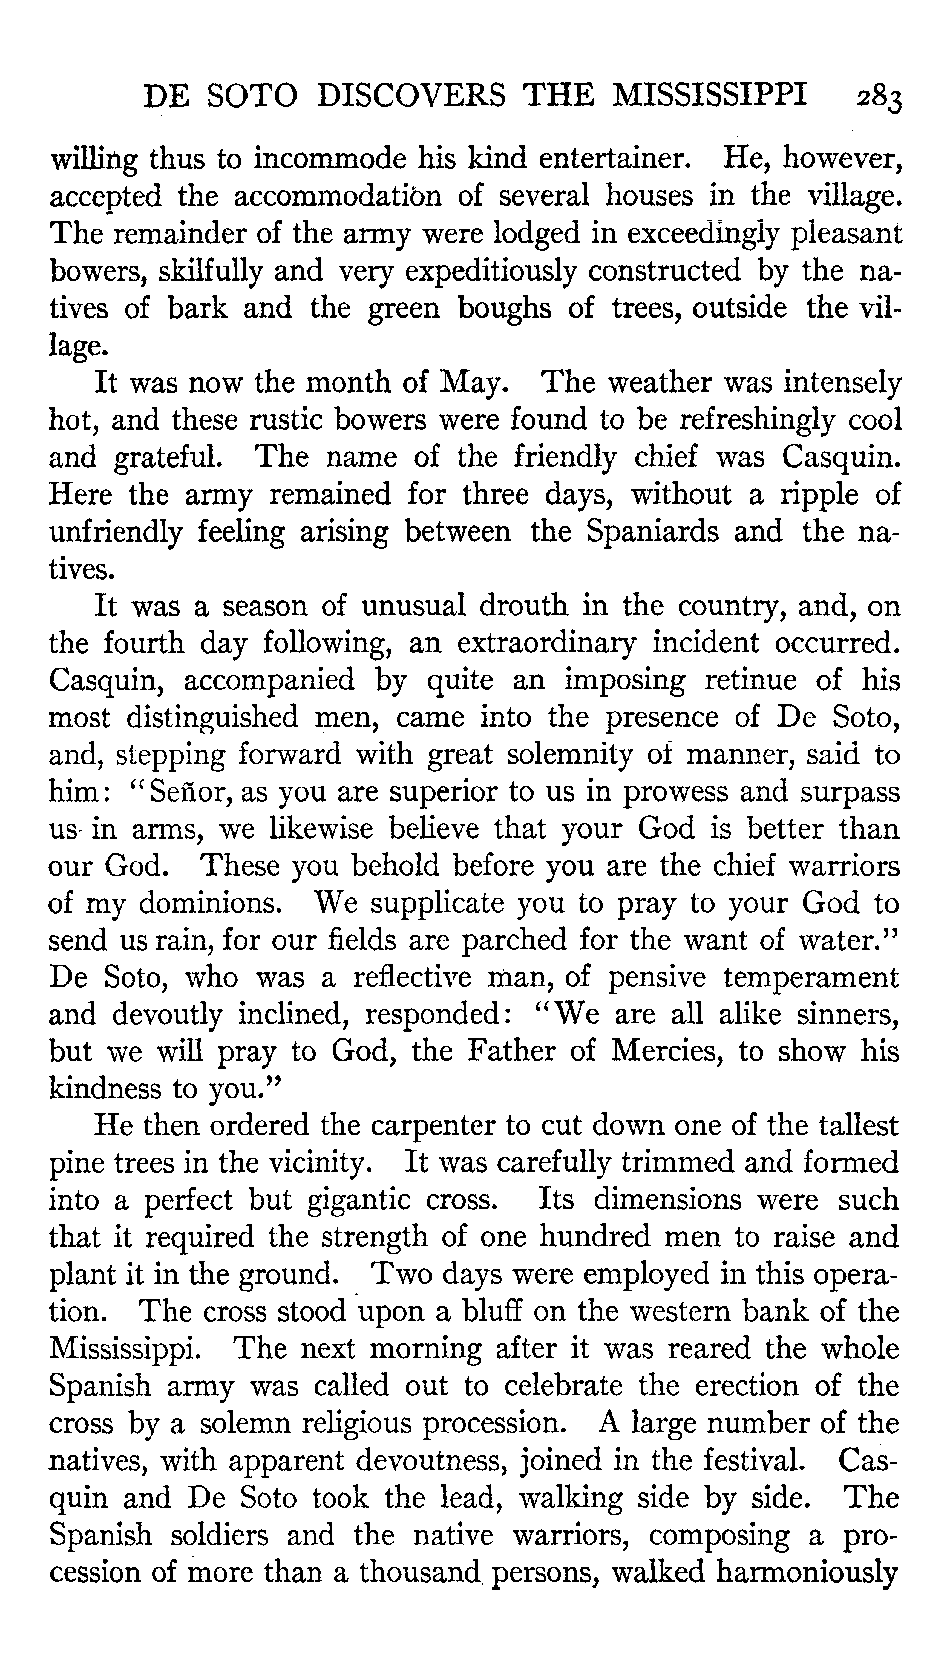 DE SOTO DISCOVERS THE MISSISSIPPI 283
willing thus to incommode his kind entertainer. He, however,
accepted the accommodation of several houses in the village.
The remainder of the army were lodged in exceedingly pleasant
bowers, skilfully and very expeditiously constructed by the na-
tives of bark and the green boughs of trees, outside the vil-
lage.
It was now the month of May. The weather was intensely
hot, and these rustic bowers were found to be refreshingly cool
and grateful. The name of the friendly chief was Casquin.
Here the army remained for three days, without a ripple of
unfriendly feeling arising between the Spaniards and the na-
tives.
It was a season of unusual drouth in the country, and, on
the fourth day following, an extraordinary incident occurred.
Casquin, accompanied by quite an imposing retinue of his
most distinguished men, came into the presence of De Soto,
and, stepping forward with great solemnity of manner, said to
him: "Señor, as you are superior to us in prowess and surpass
us in arms, we likewise believe that your God is better than
our God. These you behold before you are the chief warriors
of my dominions. We supplicate you to pray to your God to
send us rain, for our fields are parched for the want of water."
De Soto, who was a reflective man, of pensive temperament
and devoutly inclined, responded: "We are all alike sinners,
but we will pray to God, the Father of Mercies, to show his
kindness to you."
He then ordered the carpenter to cut down one of the tallest
pine trees in the vicinity. It was carefully trimmed and formed
into a perfect but gigantic cross. Its dimensions were such
that it required the strength of one hundred men to raise and
plant it in the ground. Two days were employed in this opera-
tion. The cross stood upon a bluff on the western bank of the
Mississippi. The next morning after it was reared the whole
Spanish army was called out to celebrate the erection of the
cross by a solemn religious procession. A large number of the
natives, with apparent devoutness, joined in the festival. Cas-
quin and De Soto took the lead, walking side by side. The
Spanish soldiers and the native warriors, composing a pro-
cession of more than a thousand persons, walked harmoniously